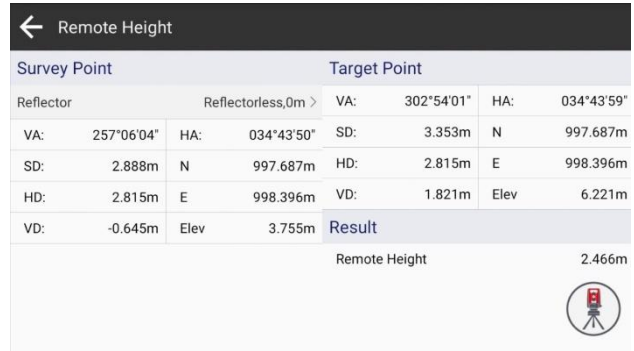 Remote Height
Survey Point
Reflector Reflectorless,0m >
VA: 257°06'04" HA: 034°43'50"
SD: 2.888m N 997.687m
HD: 2.815m E 998.396m
VD: -0.645m Elev 3.755m
Target Point
VA: 302°54'01" HA: 034°43'59"
SD: 3.353m N 997.687m
HD: 2.815m E 998.396m
VD: 1.821m Elev 6.221m
Result
Remote Height 2.466m